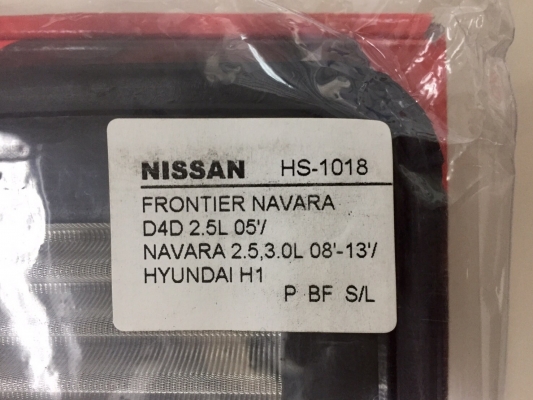 NISSAN HS-1018
FRONTIER NAVARA
D4D 2.5L 05'/
NAVARA 2.5,3.0L 08'-13'/
HYUNDAI H1
P BF S/L